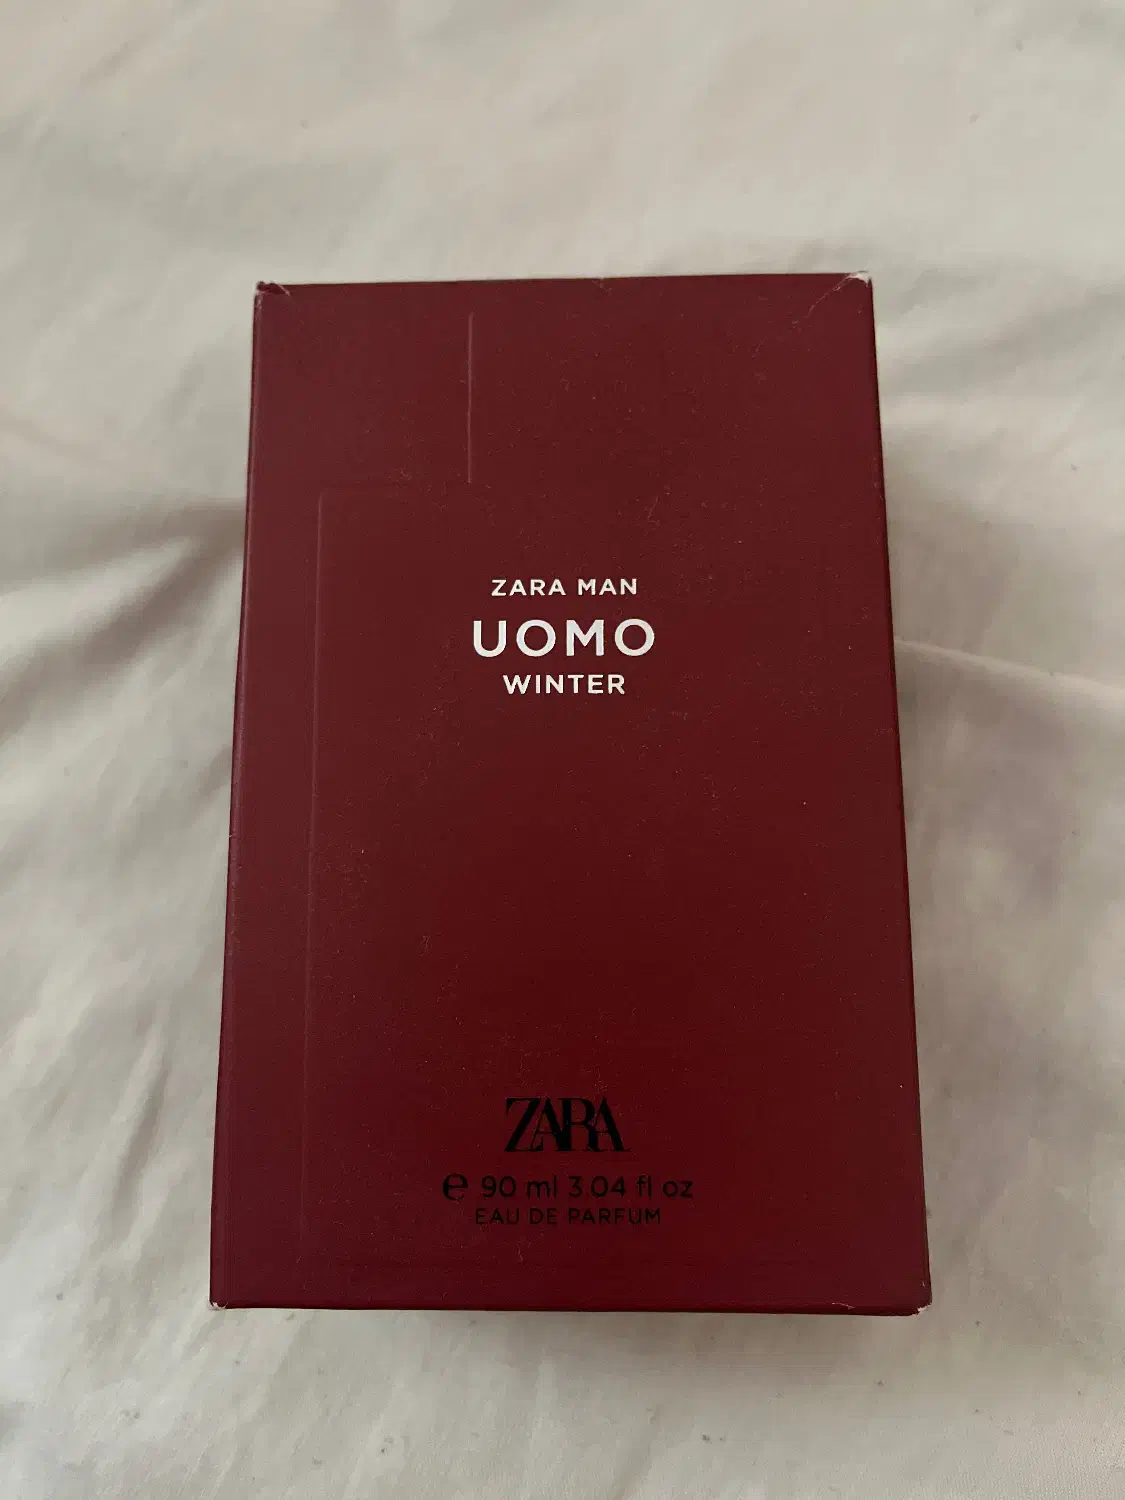 ZARA MAN
UOMO
WINTER
ZARA
℮ 90 ml 3.04 fl oz
EAU DE PARFUM